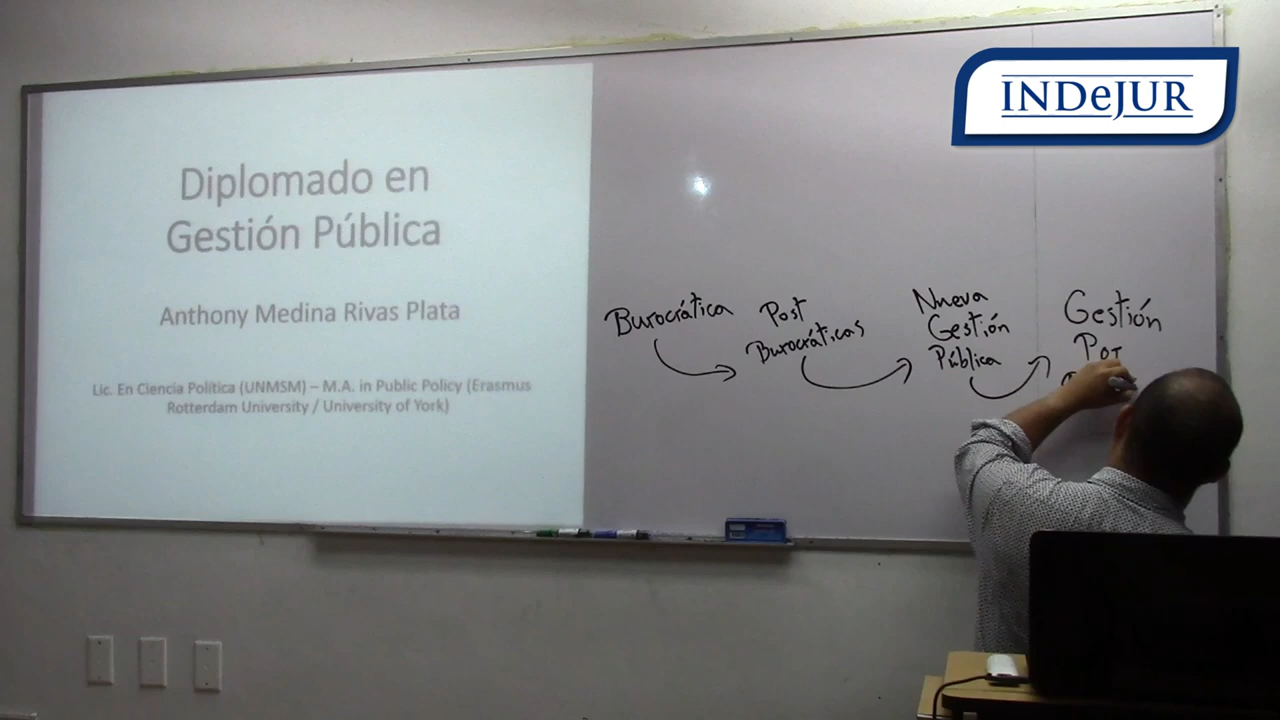 INDeJUR
Diplomado en
Gestión Pública
Anthony Medina Rivas Plata
Lic. En Ciencia Política (UNMSM) – M.A. in Public Policy (Erasmus
Rotterdam University / University of York)
Burocrática
Post
Burocráticas
Nueva
Gestión
Pública
Gestión
Por